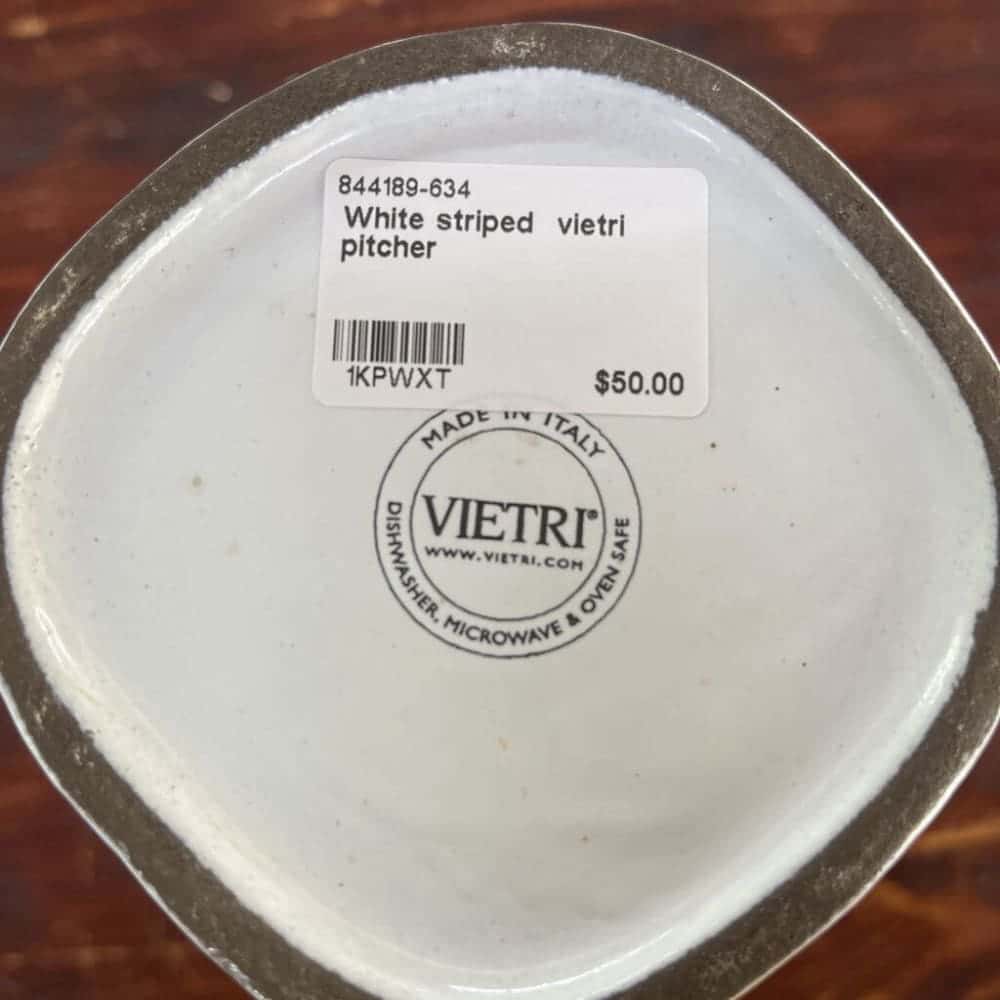 844189-634
White striped vietri
pitcher
1KPWXT
$50.00
MADE IN ITALY
VIETRI®
WWW.VIETRI.COM
DISHWASHER, MICROWAVE & OVEN SAFE